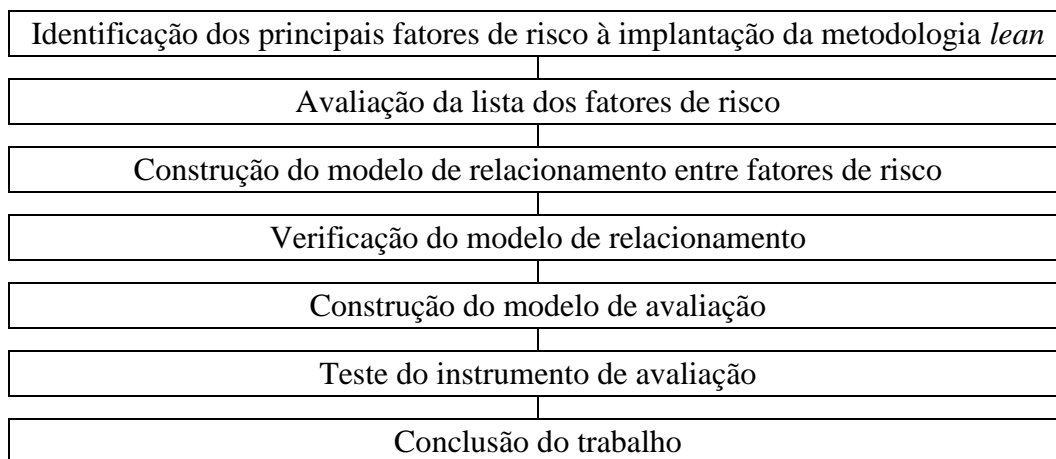 Identificação dos principais fatores de risco à implantação da metodologia lean
Avaliação da lista dos fatores de risco
Construção do modelo de relacionamento entre fatores de risco
Verificação do modelo de relacionamento
Construção do modelo de avaliação
Teste do instrumento de avaliação
Conclusão do trabalho